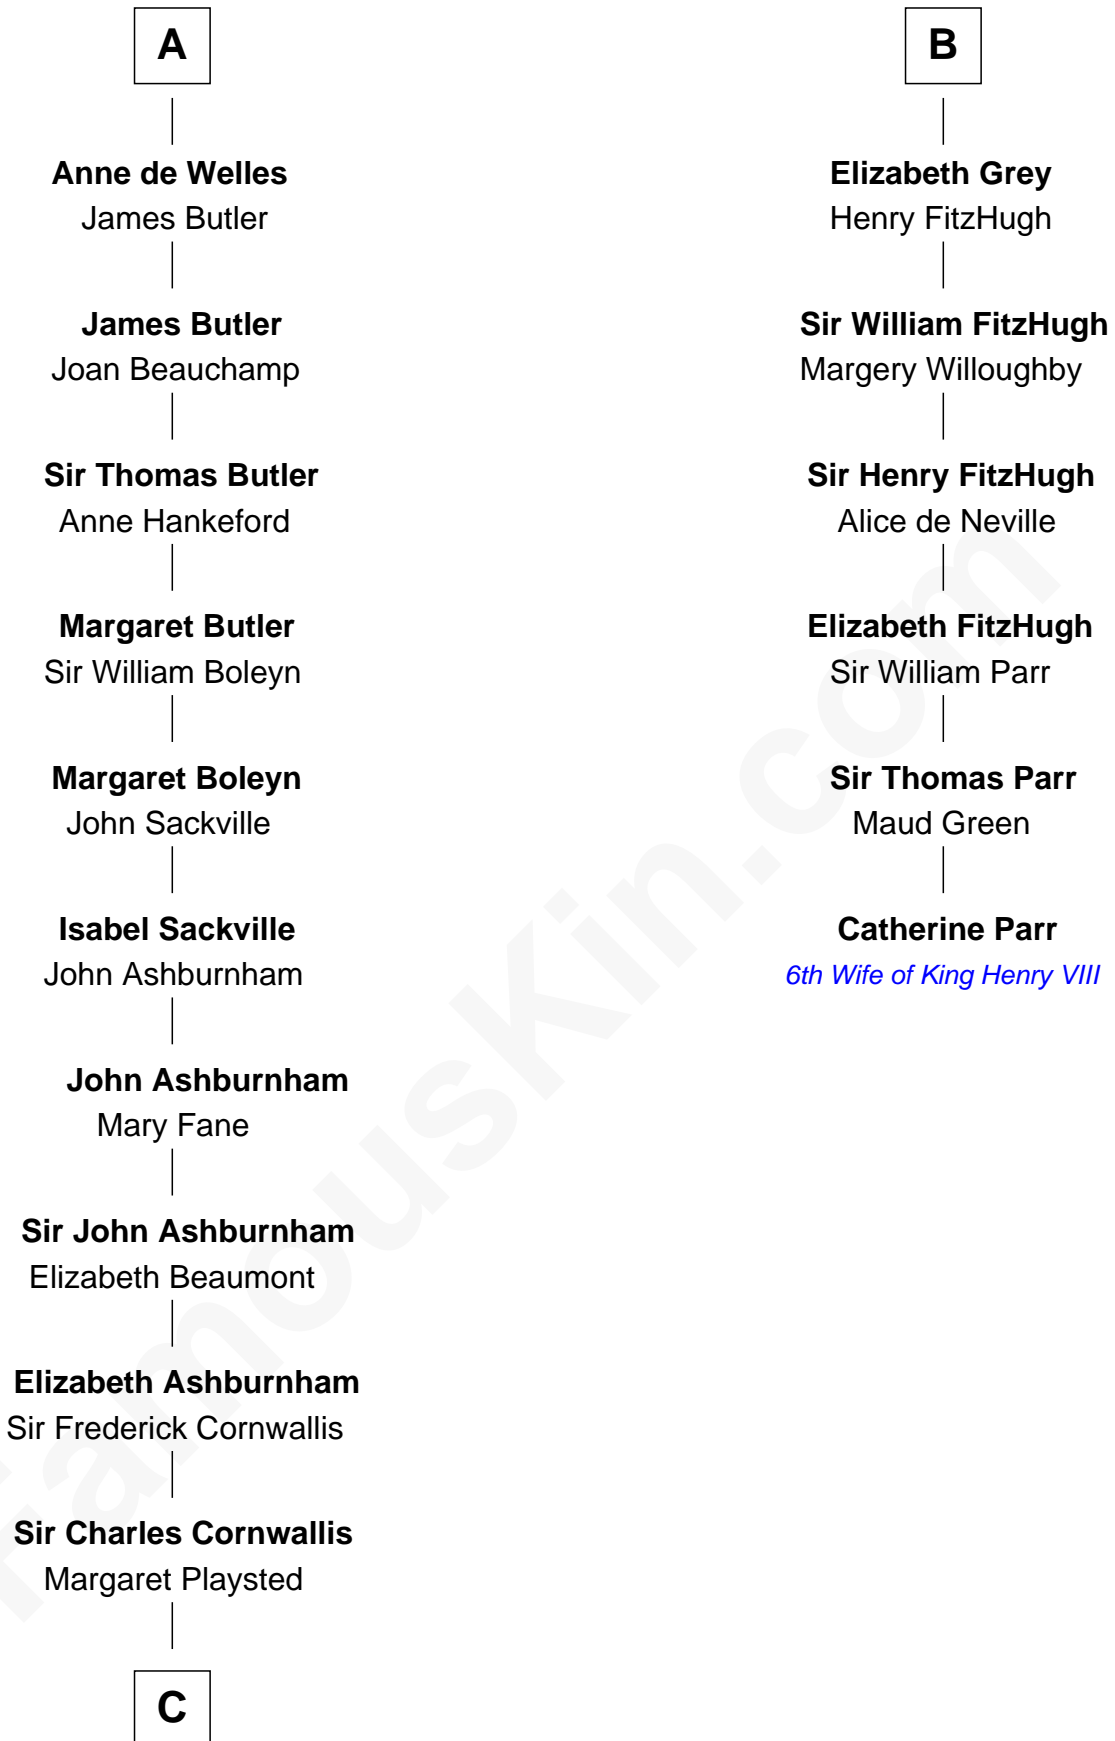 A
Anne de Welles
James Butler
James Butler
Joan Beauchamp
Sir Thomas Butler
Anne Hankeford
Margaret Butler
Sir William Boleyn
Margaret Boleyn
John Sackville
Isabel Sackville
John Ashburnham
John Ashburnham
Mary Fane
Sir John Ashburnham
Elizabeth Beaumont
Elizabeth Ashburnham
Sir Frederick Cornwallis
Sir Charles Cornwallis
Margaret Playsted
C
B
Elizabeth Grey
Henry FitzHugh
Sir William FitzHugh
Margery Willoughby
Sir Henry FitzHugh
Alice de Neville
Elizabeth FitzHugh
Sir William Parr
Sir Thomas Parr
Maud Green
Catherine Parr
6th Wife of King Henry VIII
FamousKin.com